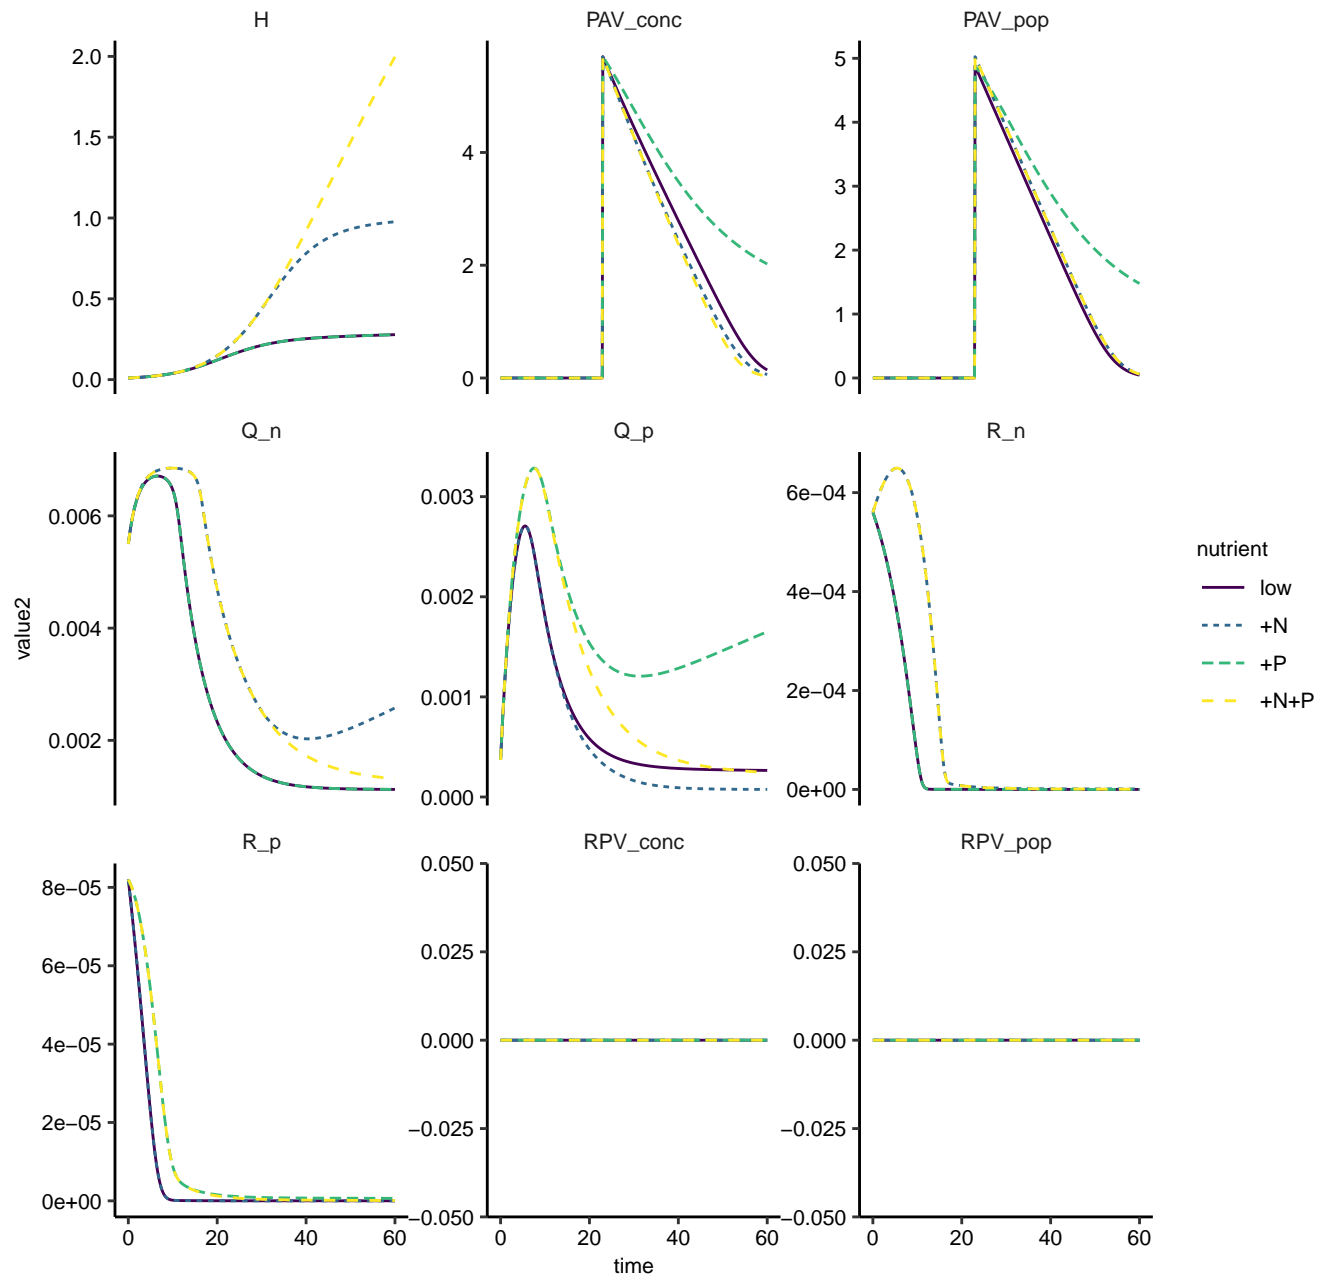 H
PAV_conc
PAV_pop
2.0
1.5
1.0
0.5
0.0
4
2
0
5
4
3
2
1
0
Q_n
Q_p
R_n
0.006
0.004
0.002
0.003
0.002
0.001
0.000
6e−04
4e−04
2e−04
0e+00
R_p
RPV_conc
RPV_pop
8e−05
6e−05
4e−05
2e−05
0e+00
0.050
0.025
0.000
−0.025
−0.050
0.050
0.025
0.000
−0.025
−0.050
0 20 40 60
0 20 40 60
0 20 40 60
time
value2
nutrient
low
+N
+P
+N+P